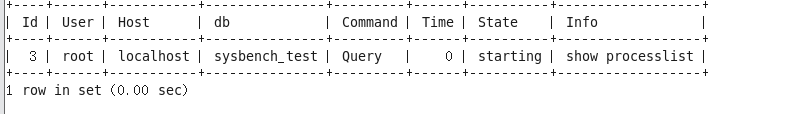 +----+------+-----------+---------------+---------+------+----------+------------------+
| Id | User | Host      | db            | Command | Time | State    | Info             |
+----+------+-----------+---------------+---------+------+----------+------------------+
|  3 | root | localhost | sysbench_test | Query   |    0 | starting | show processlist |
+----+------+-----------+---------------+---------+------+----------+------------------+
1 row in set (0.00 sec)